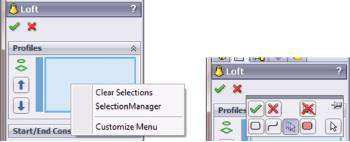 Loft ?
Profiles
Clear Selections
SelectionManager
Customize Menu
Start/End Cons
Loft ?
Profiles